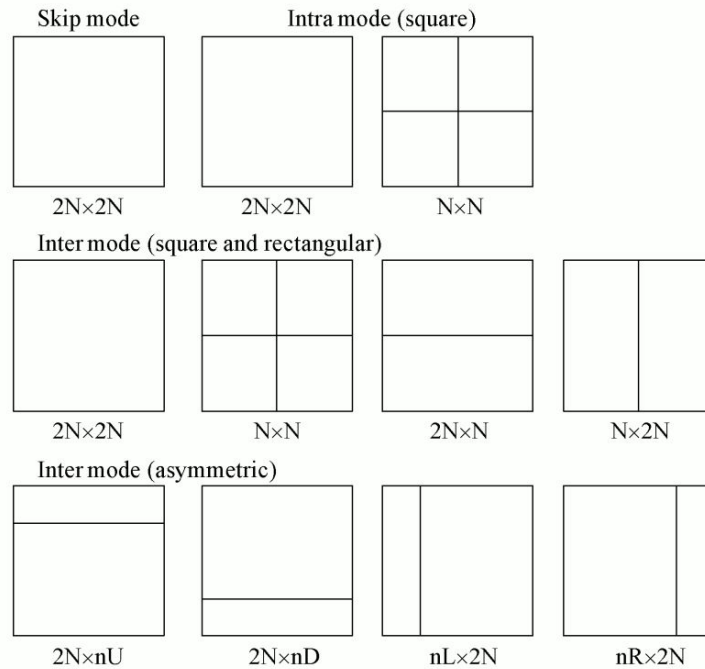 Skip mode Intra mode (square)
2N×2N 2N×2N N×N
Inter mode (square and rectangular)
2N×2N N×N 2N×N N×2N
Inter mode (asymmetric)
2N×nU 2N×nD nL×2N nR×2N